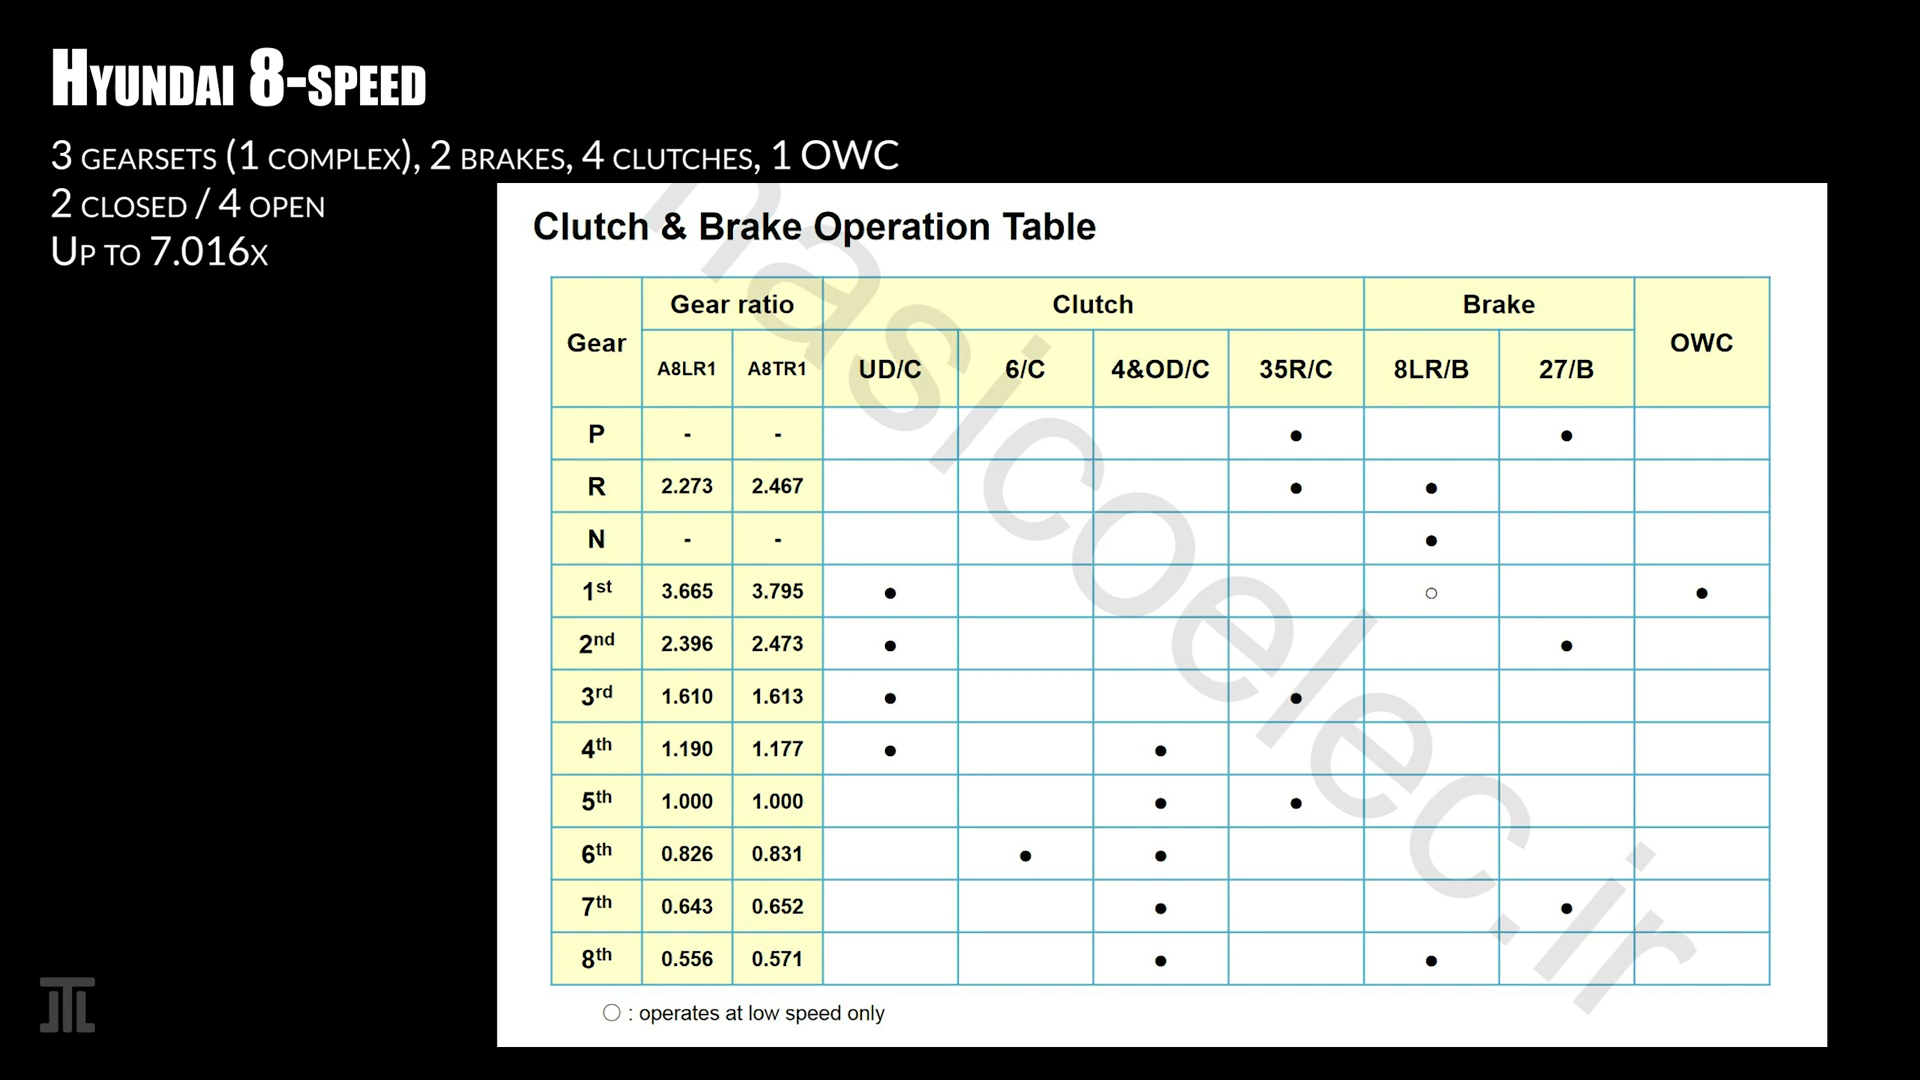 Hyundai 8-speed
3 gearsets (1 complex), 2 brakes, 4 clutches, 1 OWC
2 closed / 4 open
Up to 7.016x
Clutch & Brake Operation Table
Gear Gear ratio Clutch Brake OWC
A8LR1 A8TR1 UD/C 6/C 4&OD/C 35R/C 8LR/B 27/B
P - - ● ●
R 2.273 2.467 ● ●
N - - ●
1st 3.665 3.795 ● ○ ●
2nd 2.396 2.473 ● ●
3rd 1.610 1.613 ● ●
4th 1.190 1.177 ● ●
5th 1.000 1.000 ● ●
6th 0.826 0.831 ● ●
7th 0.643 0.652 ● ●
8th 0.556 0.571 ● ●
○ : operates at low speed only
nasicoelec.ir